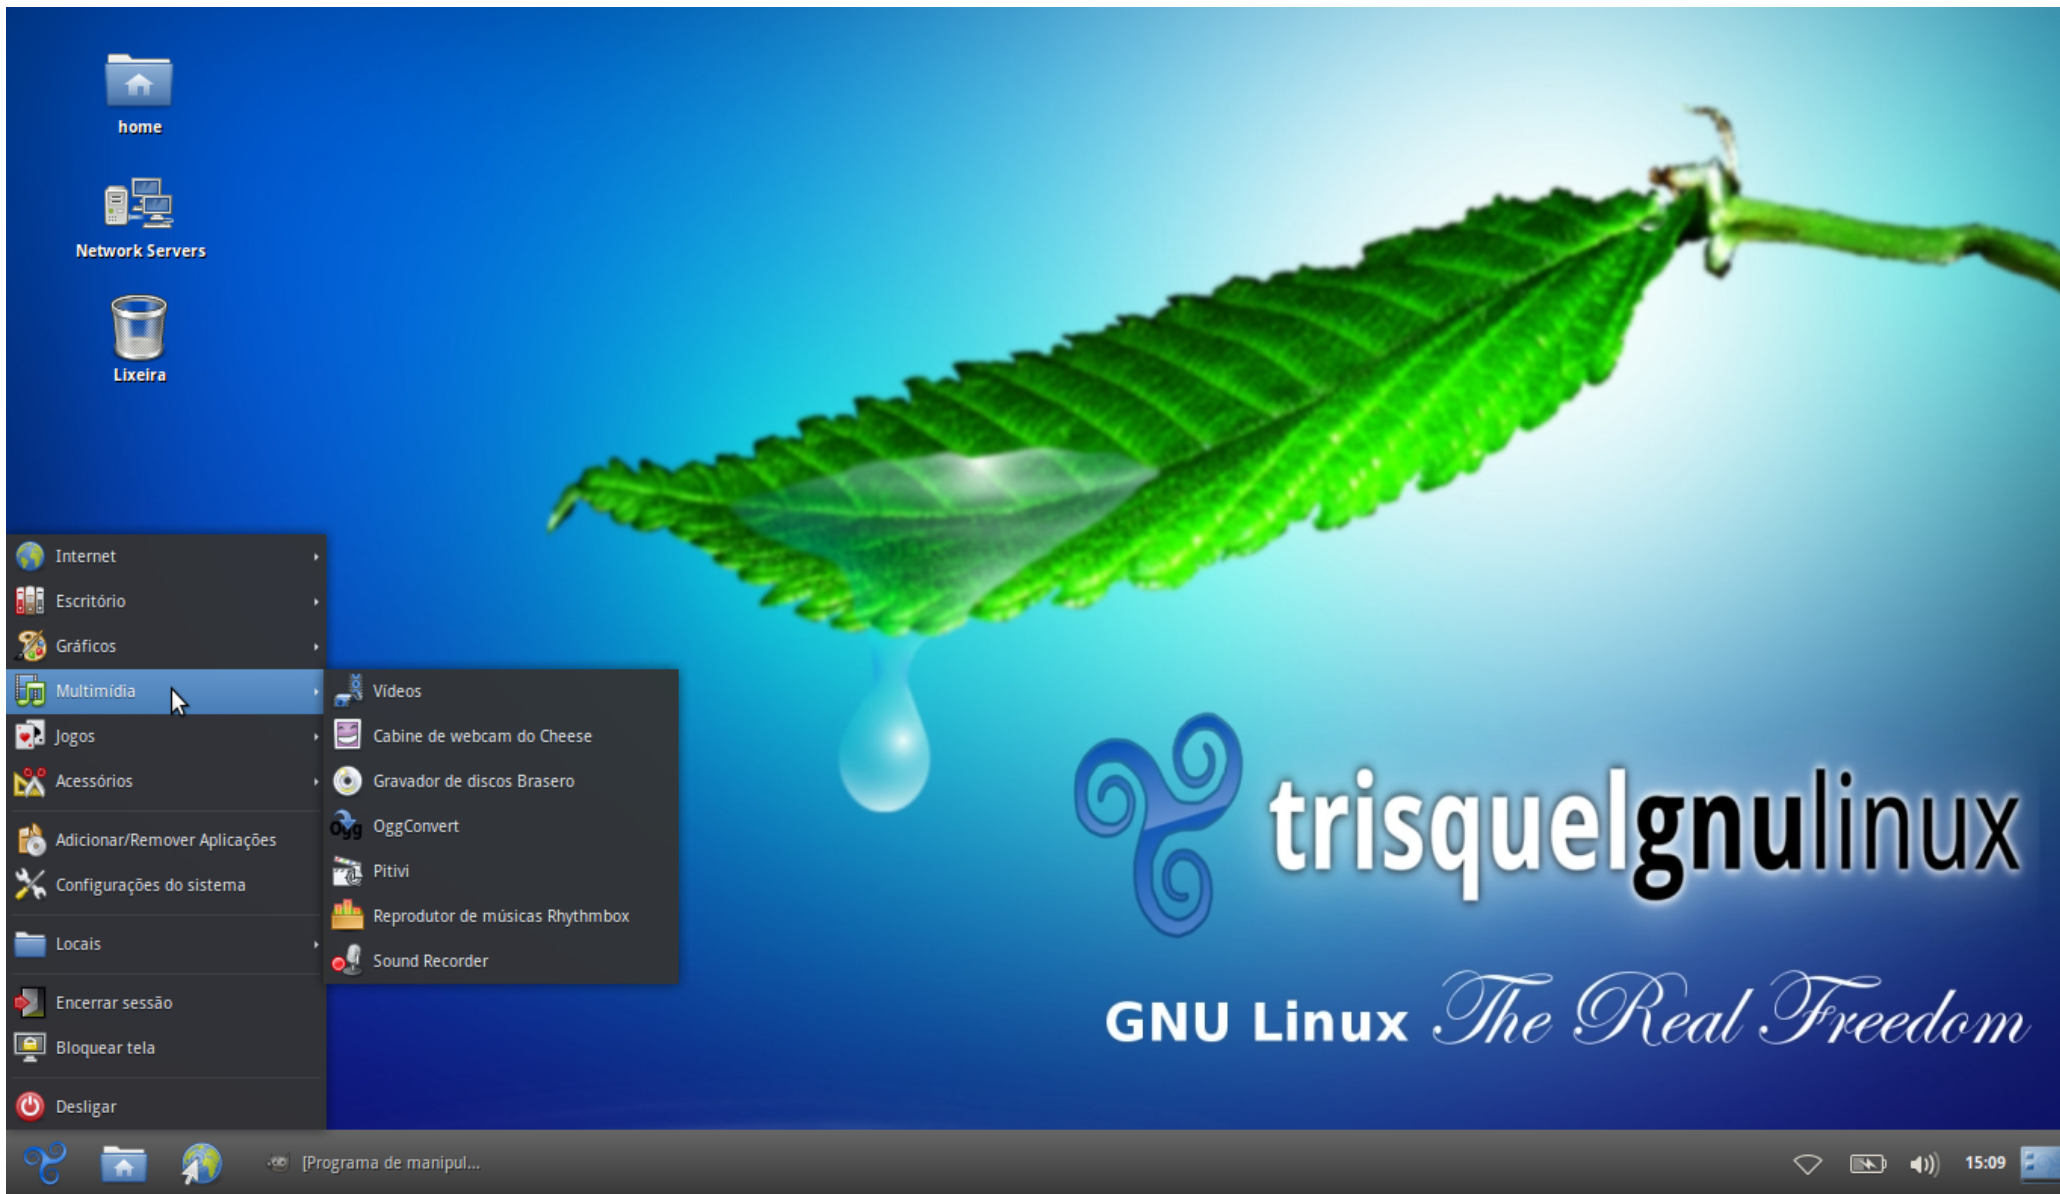 home
Network Servers
Lixeira
Internet
Escritório
Gráficos
Multimídia
Jogos
Acessórios
Adicionar/Remover Aplicações
Configurações do sistema
Locais
Encerrar sessão
Bloquear tela
Desligar
Vídeos
Cabine de webcam do Cheese
Gravador de discos Brasero
Ogg
OggConvert
Pitivi
Reprodutor de músicas Rhythmbox
Sound Recorder
trisquelgnulinux
GNU Linux The Real Freedom
[Programa de manipul...
15:09